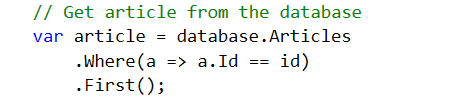 // Get article from the database
var article = database.Articles
    .Where(a => a.Id == id)
    .First();